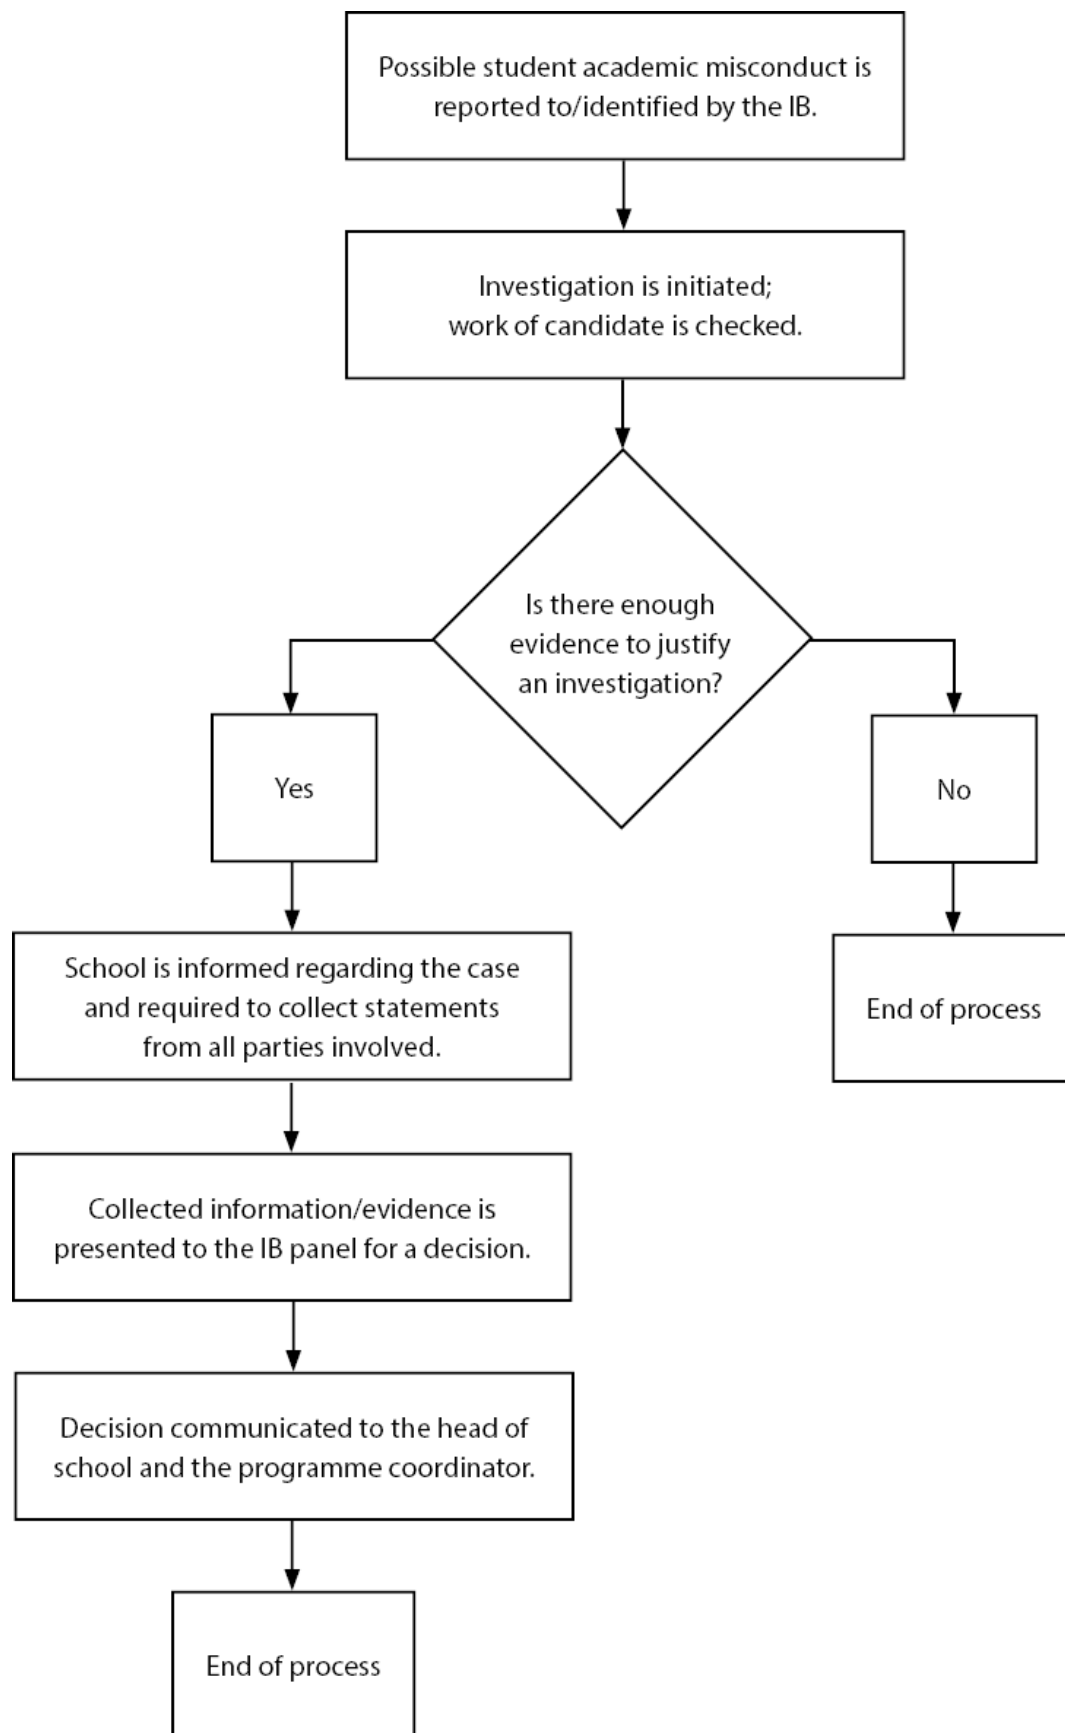 Possible student academic misconduct is
reported to/identified by the IB.
Investigation is initiated;
work of candidate is checked.
Is there enough
evidence to justify
an investigation?
Yes
No
School is informed regarding the case
and required to collect statements
from all parties involved.
End of process
Collected information/evidence is
presented to the IB panel for a decision.
Decision communicated to the head of
school and the programme coordinator.
End of process